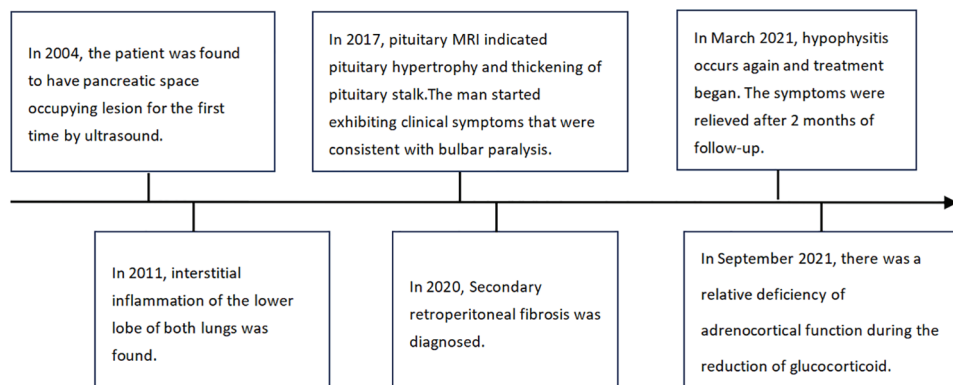 In 2004, the patient was found
to have pancreatic space
occupying lesion for the first
time by ultrasound.
In 2017, pituitary MRI indicated
pituitary hypertrophy and thickening of
pituitary stalk.The man started
exhibiting clinical symptoms that were
consistent with bulbar paralysis.
In March 2021, hypophysitis
occurs again and treatment
began. The symptoms were
relieved after 2 months of
follow-up.
In 2011, interstitial
inflammation of the lower
lobe of both lungs was
found.
In 2020, Secondary
retroperitoneal fibrosis was
diagnosed.
In September 2021, there was a
relative deficiency of
adrenocortical function during the
reduction of glucocorticoid.